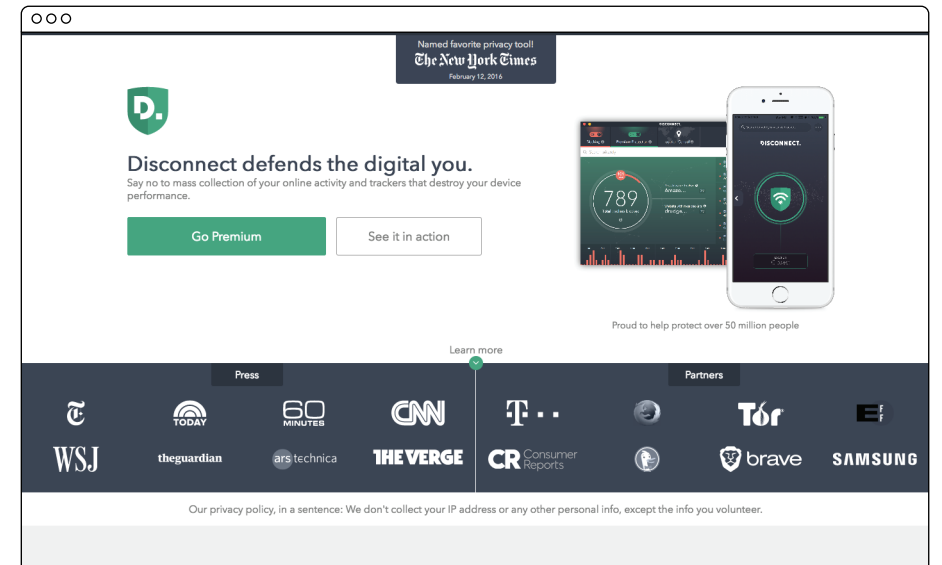 Named favorite privacy tool!
The New York Times
February 12, 2016
D.
Disconnect defends the digital you.
Say no to mass collection of your online activity and trackers that destroy your device
performance.
Go Premium
See it in action
DISCONNECT.
789
DISCONNECT.
Proud to help protect over 50 million people
Learn more
Press
Partners
T
TODAY
60
MINUTES
CNN
T
Tor
E
F
F
WSJ
theguardian
ars technica
THE VERGE
CR Consumer
Reports
brave
SAMSUNG
Our privacy policy, in a sentence: We don't collect your IP address or any other personal info, except the info you volunteer.